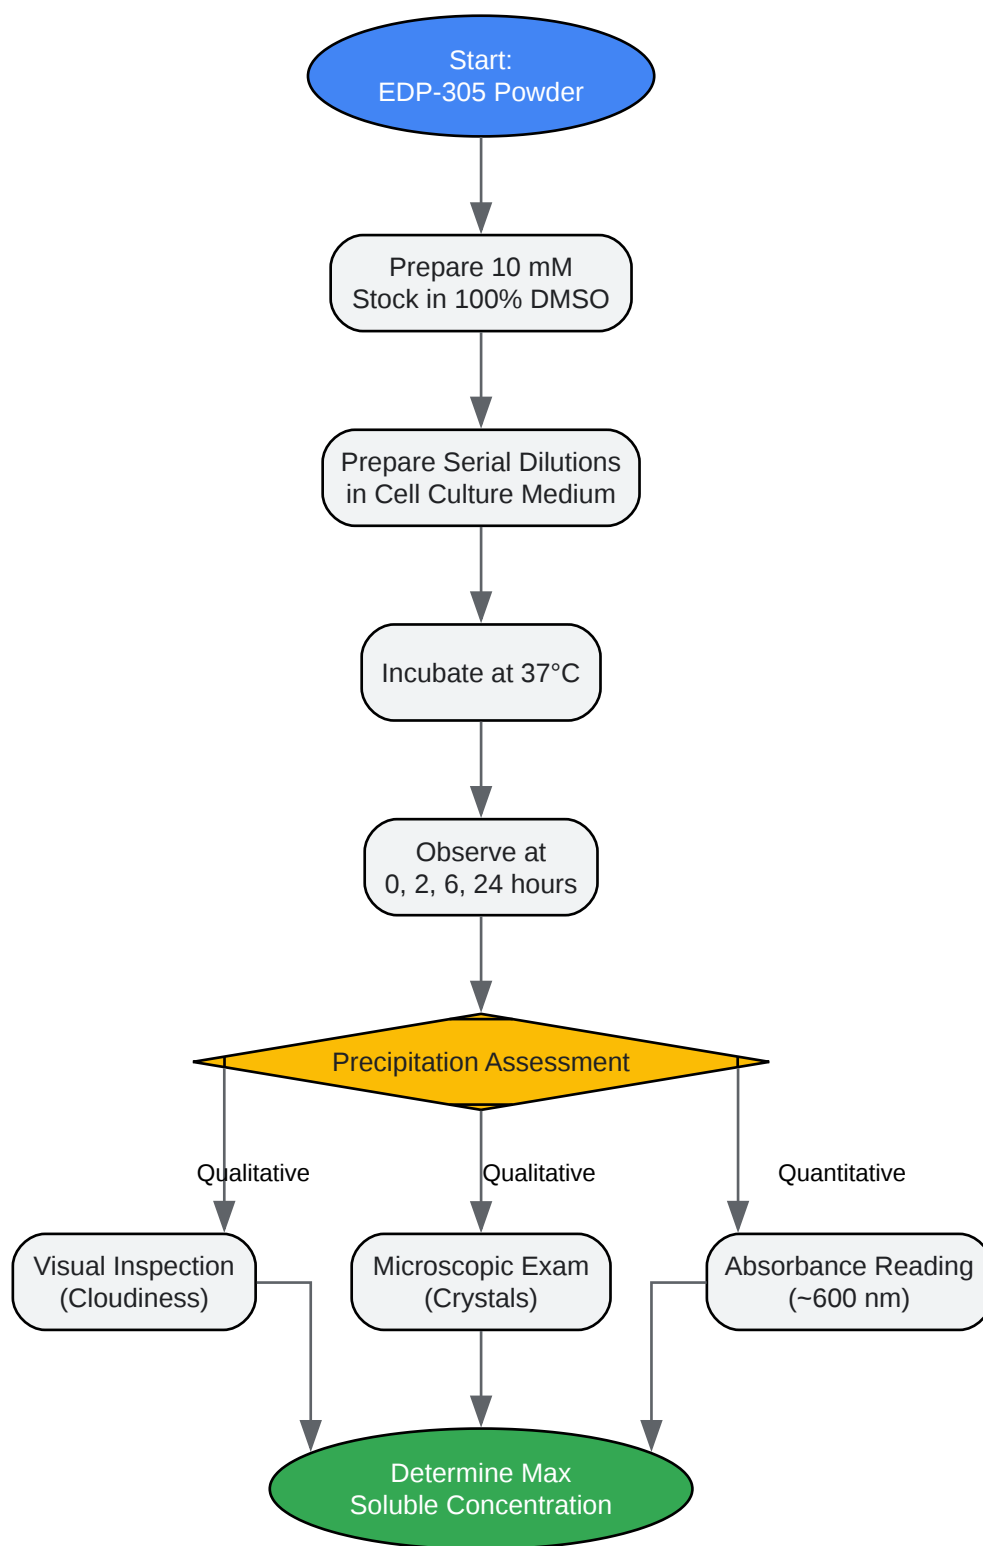 Start:
EDP-305 Powder
Prepare 10 mM
Stock in 100% DMSO
Prepare Serial Dilutions
in Cell Culture Medium
Incubate at 37°C
Observe at
0, 2, 6, 24 hours
Precipitation Assessment
Qualitative
Qualitative
Quantitative
Visual Inspection
(Cloudiness)
Microscopic Exam
(Crystals)
Absorbance Reading
(~600 nm)
Determine Max
Soluble Concentration